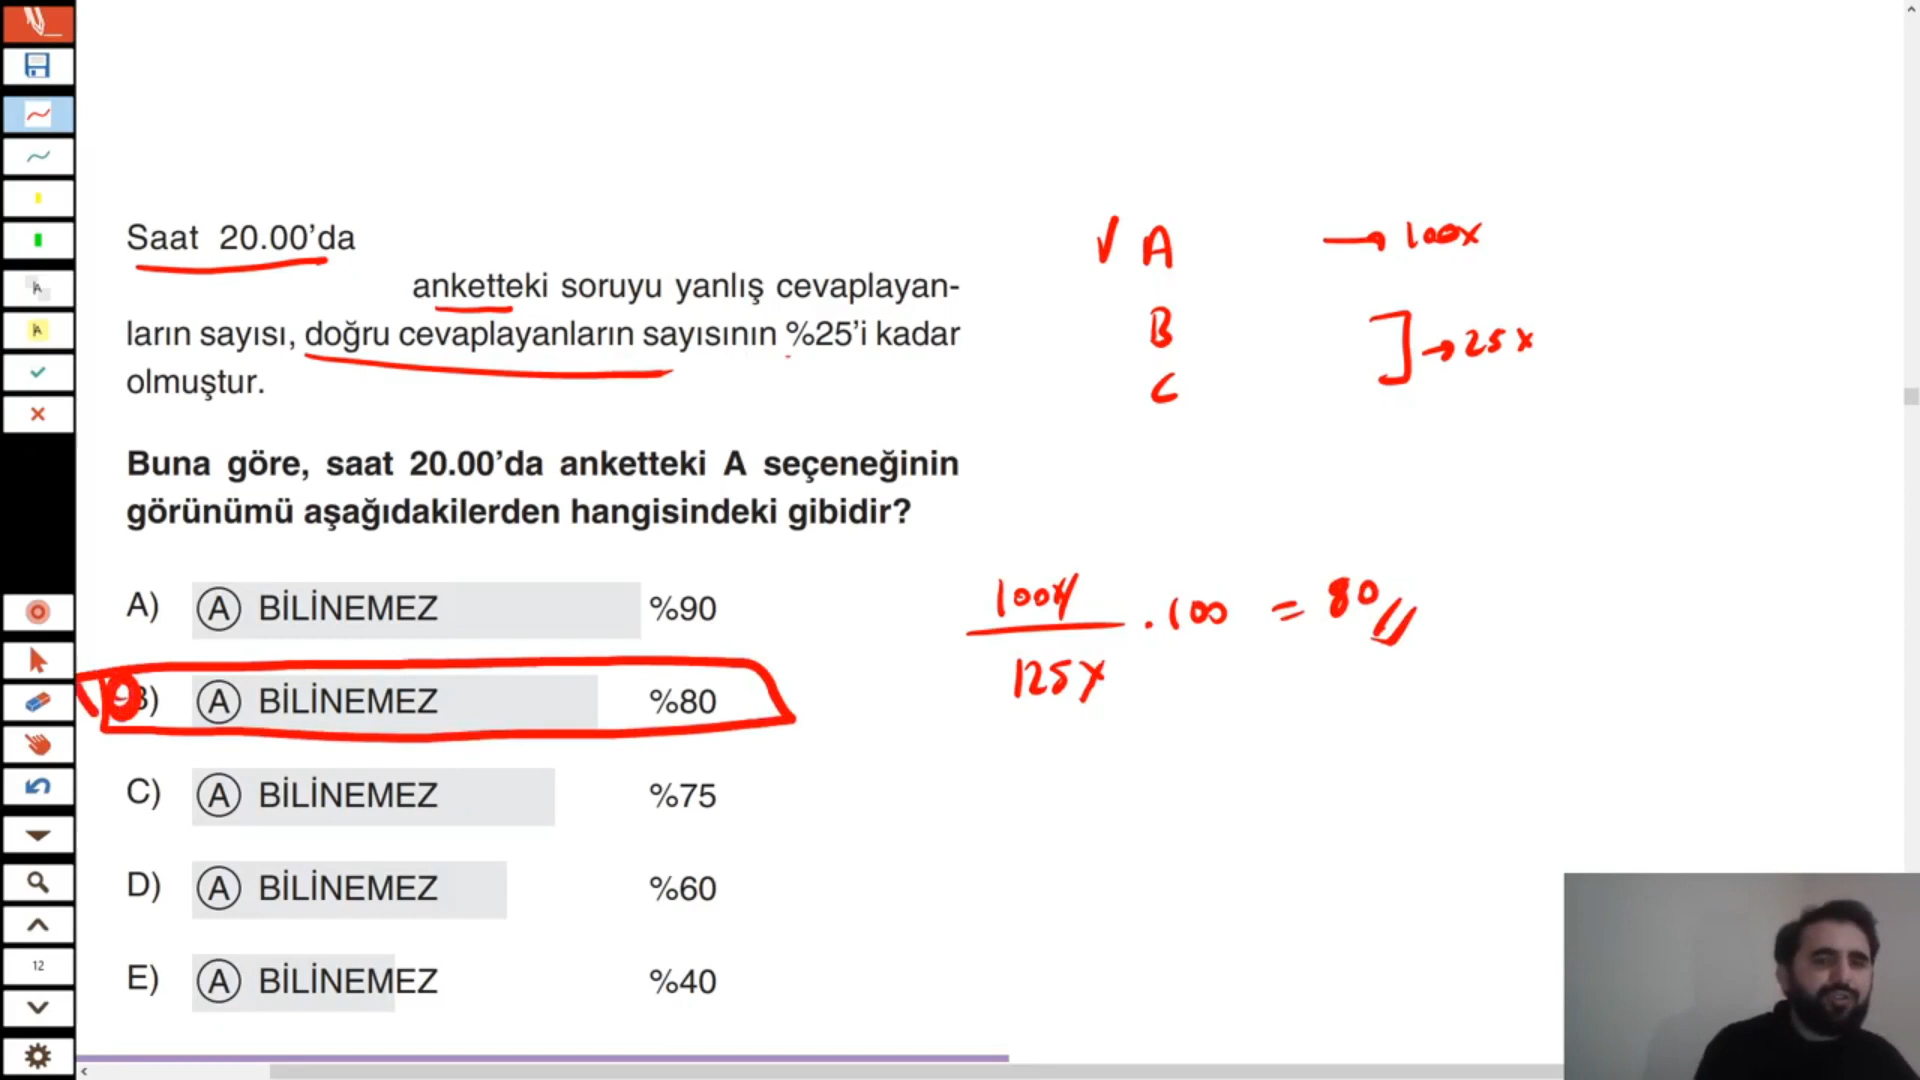 Saat 20.00'da
anketteki soruyu yanlış cevaplayan-
ların sayısı, doğru cevaplayanların sayısının %25'i kadar
olmuştur.
Buna göre, saat 20.00'da anketteki A seçeneğinin
görünümü aşağıdakilerden hangisindeki gibidir?
A) A BİLİNEMEZ %90
B) A BİLİNEMEZ %80
C) A BİLİNEMEZ %75
D) A BİLİNEMEZ %60
E) A BİLİNEMEZ %40
✓ A → 100x
B
C
] → 25x
100x
125x
. 100 = 80
12